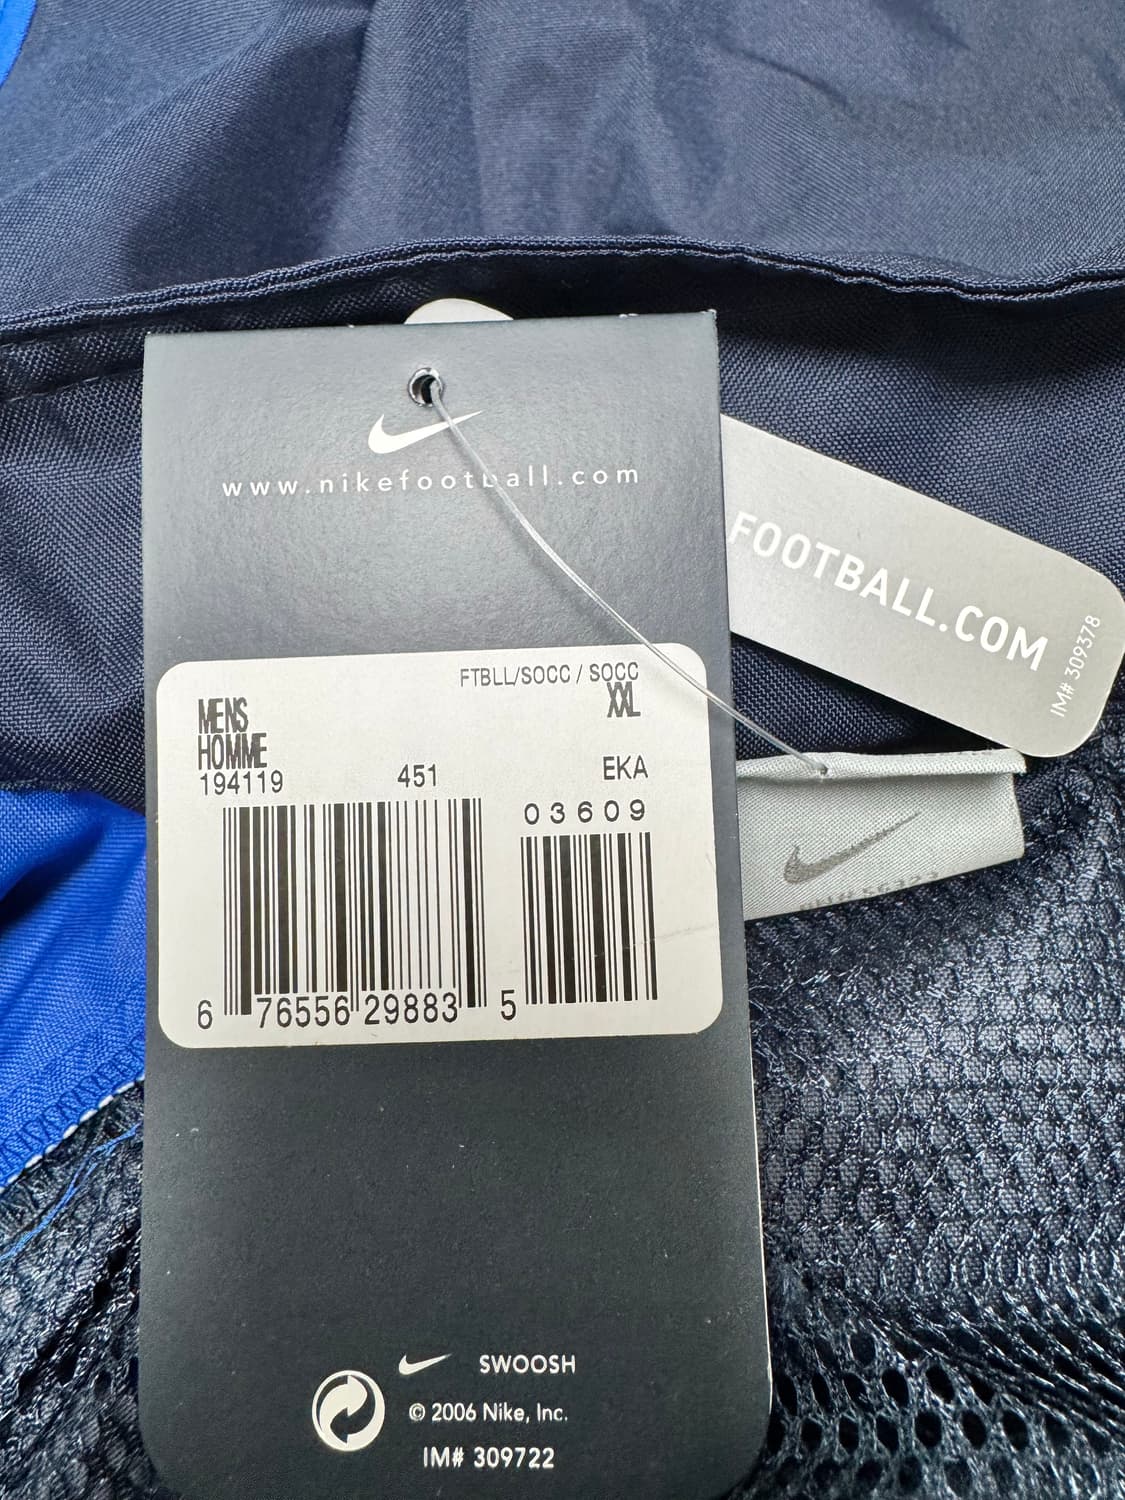 www.nikefootball.com
FOOTBALL.COM
IM# 309378
FTBLL/SOCC / SOCC
XXL
MENS
HOMME
194119 451 EKA
03609
6 76556 29883 5
SWOOSH
© 2006 Nike, Inc.
IM# 309722